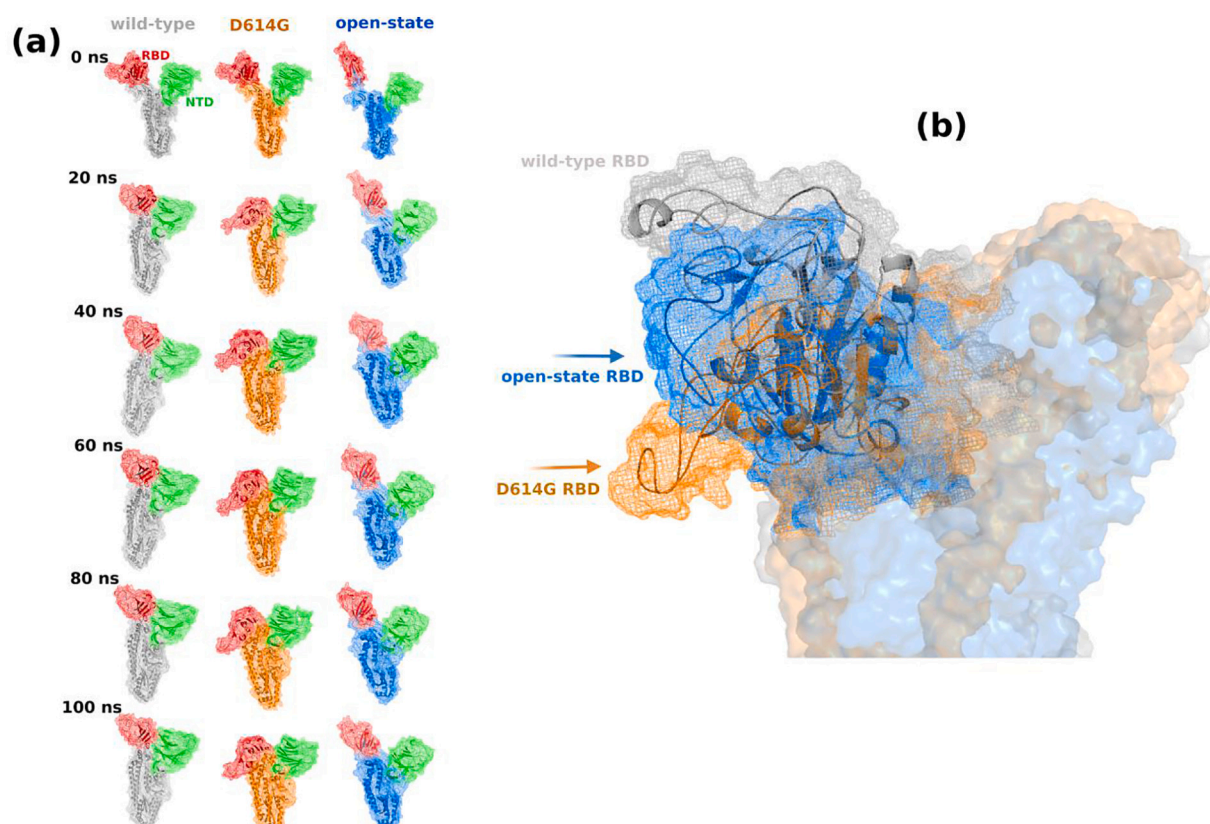 (a)
wild-type D614G open-state
0 ns
RBD
NTD
20 ns
40 ns
60 ns
80 ns
100 ns
(b)
wild-type RBD
open-state RBD
D614G RBD